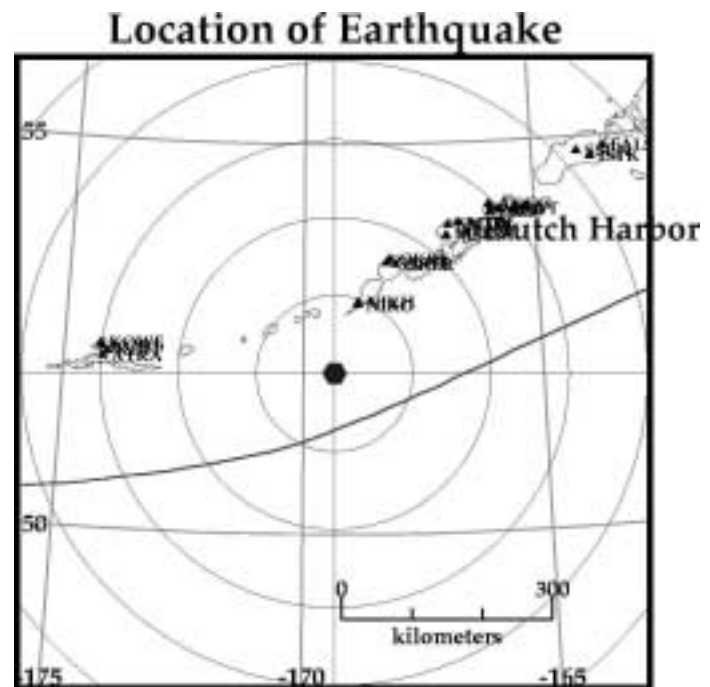 Location of Earthquake
55
Dutch Harbor
NIKH
50
0 300
kilometers
-175 -170 -165